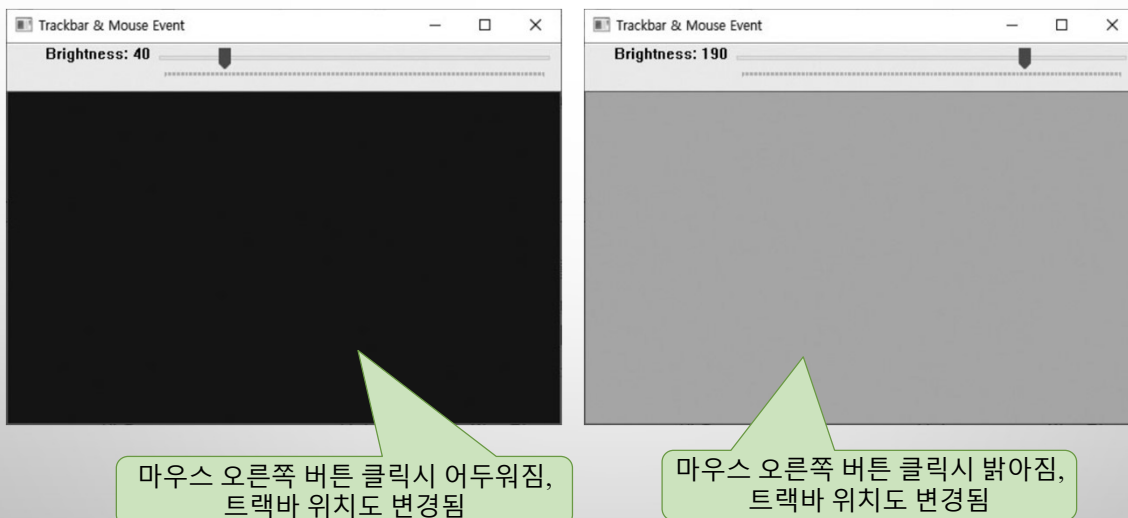 Trackbar & Mouse Event
Brightness: 40
마우스 오른쪽 버튼 클릭시 어두워짐,
트랙바 위치도 변경됨
Trackbar & Mouse Event
Brightness: 190
마우스 오른쪽 버튼 클릭시 밝아짐,
트랙바 위치도 변경됨